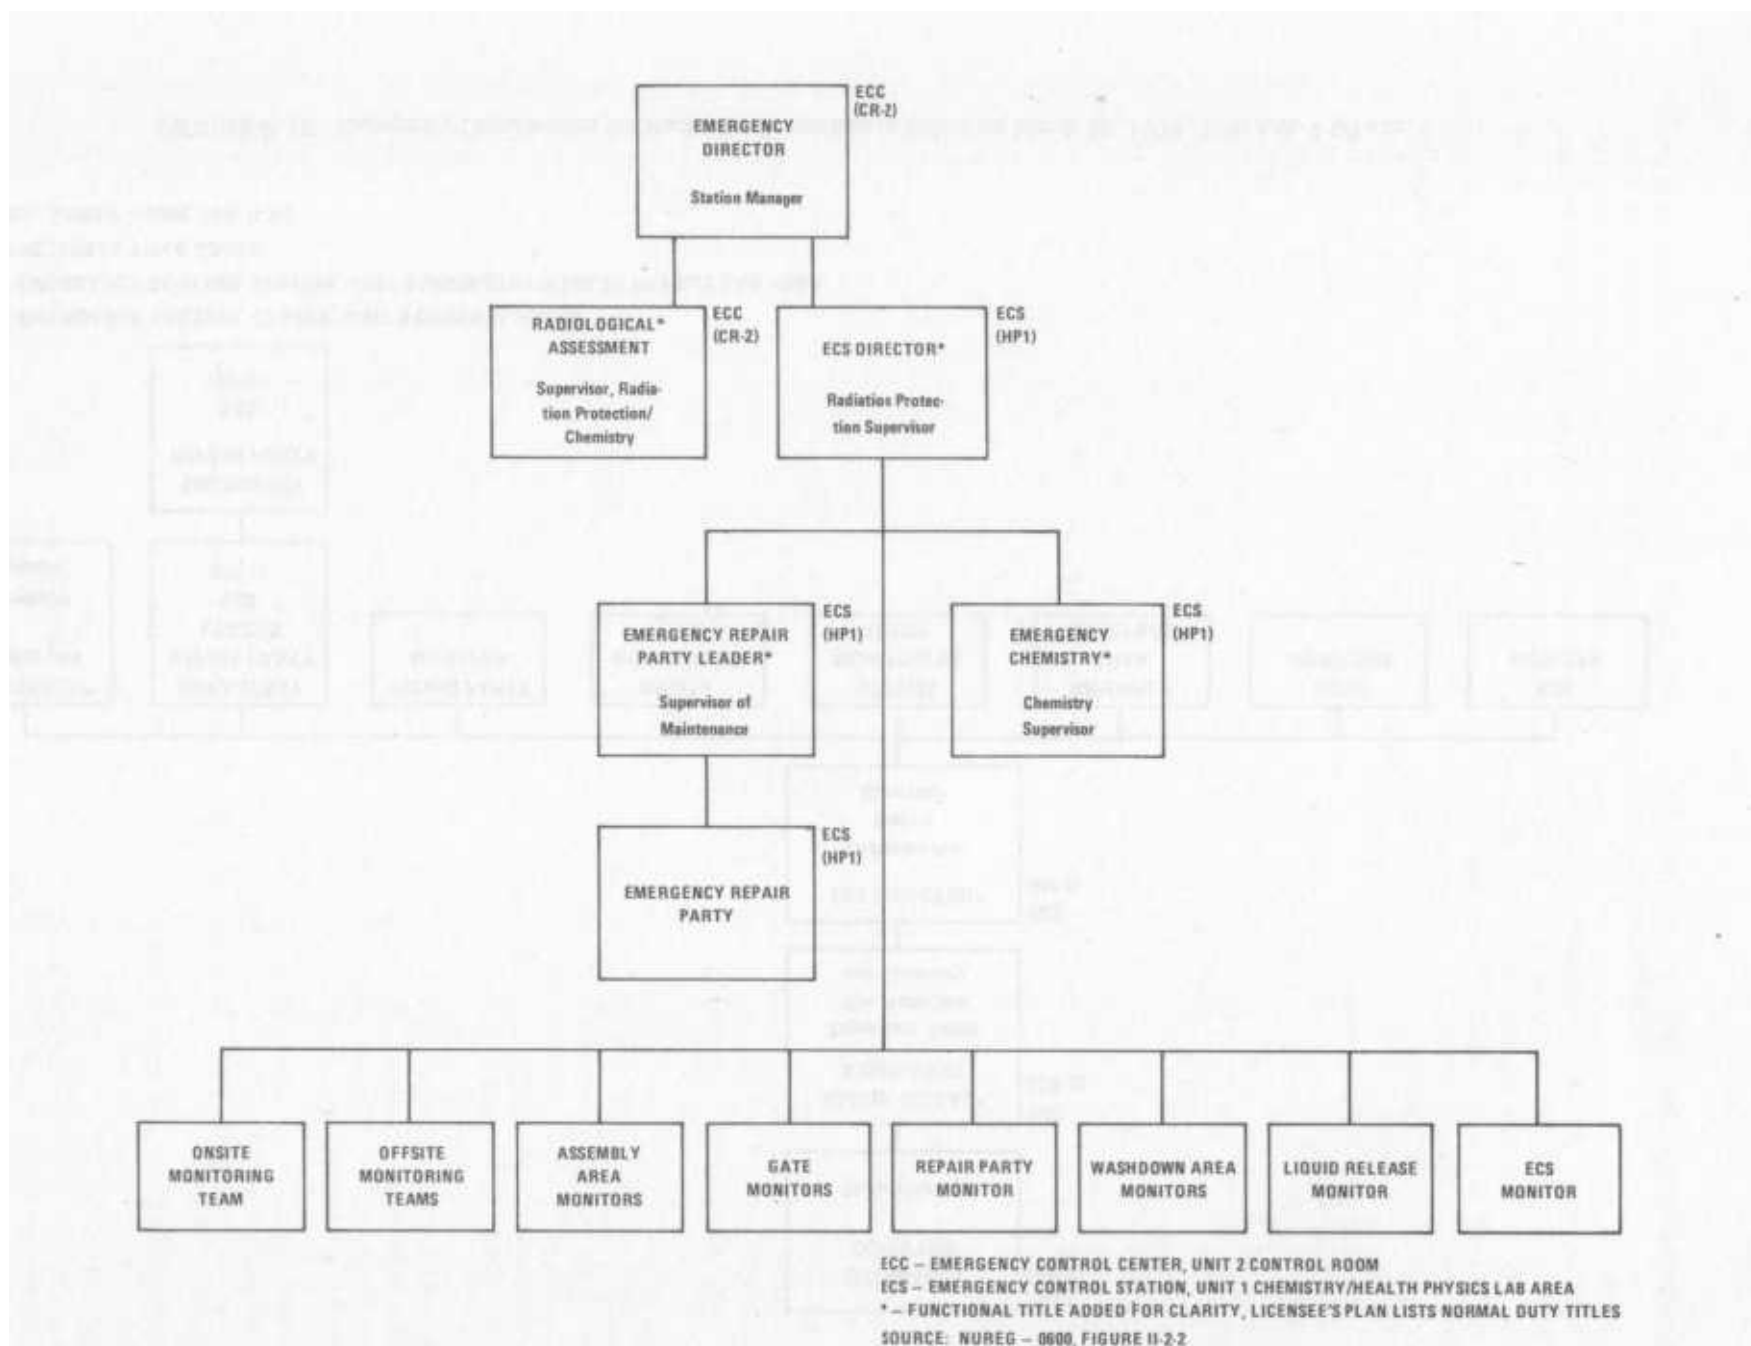 ECC
(CR-2)
EMERGENCY
DIRECTOR
Station Manager
RADIOLOGICAL*
ASSESSMENT
Supervisor, Radia-
tion Protection/
Chemistry
ECC
(CR-2)
ECS DIRECTOR*
Radiation Protec-
tion Supervisor
ECS
(HP1)
EMERGENCY REPAIR
PARTY LEADER*
Supervisor of
Maintenance
ECS
(HP1)
EMERGENCY
CHEMISTRY*
Chemistry
Supervisor
ECS
(HP1)
EMERGENCY REPAIR
PARTY
ECS
(HP1)
ONSITE
MONITORING
TEAM
OFFSITE
MONITORING
TEAMS
ASSEMBLY
AREA
MONITORS
GATE
MONITORS
REPAIR PARTY
MONITOR
WASHDOWN AREA
MONITORS
LIQUID RELEASE
MONITOR
ECS
MONITOR
ECC – EMERGENCY CONTROL CENTER, UNIT 2 CONTROL ROOM
ECS – EMERGENCY CONTROL STATION, UNIT 1 CHEMISTRY/HEALTH PHYSICS LAB AREA
* – FUNCTIONAL TITLE ADDED FOR CLARITY, LICENSEE'S PLAN LISTS NORMAL DUTY TITLES
SOURCE: NUREG – 0600, FIGURE II-2-2